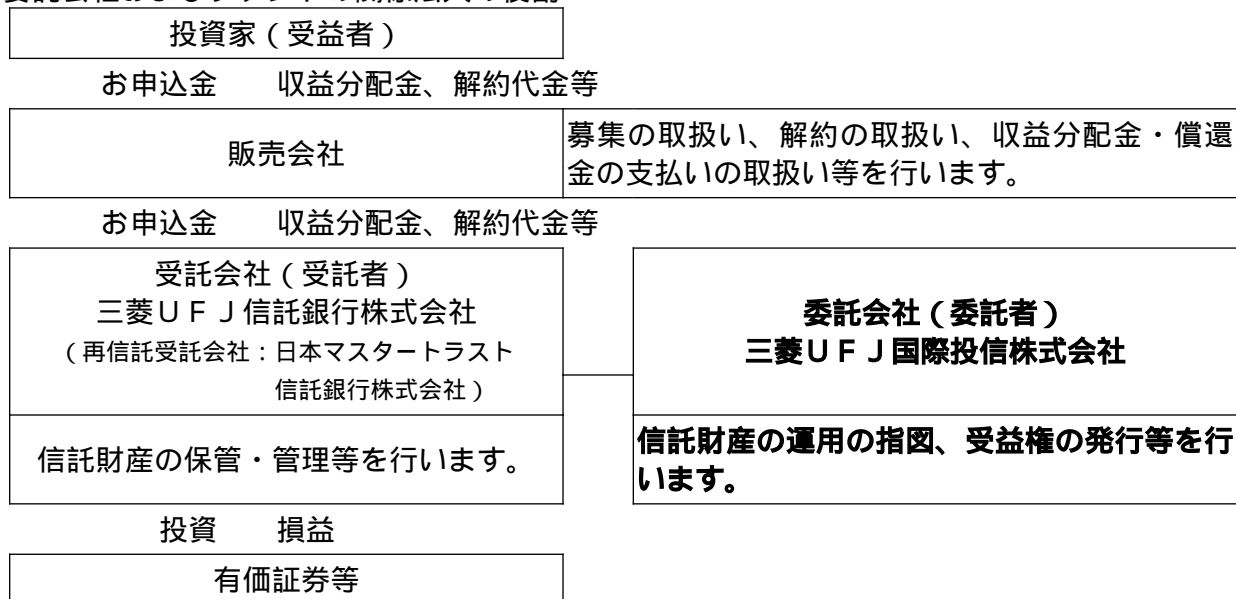 投資家（受益者）
お申込金　　収益分配金、解約代金等
販売会社
募集の取扱い、解約の取扱い、収益分配金・償還
金の支払いの取扱い等を行います。
お申込金　　収益分配金、解約代金等
受託会社（受託者）
三菱ＵＦＪ信託銀行株式会社
（再信託受託会社：日本マスタートラスト
信託銀行株式会社）
委託会社（委託者）
三菱ＵＦＪ国際投信株式会社
信託財産の保管・管理等を行います。
信託財産の運用の指図、受益権の発行等を行
います。
投資　　損益
有価証券等